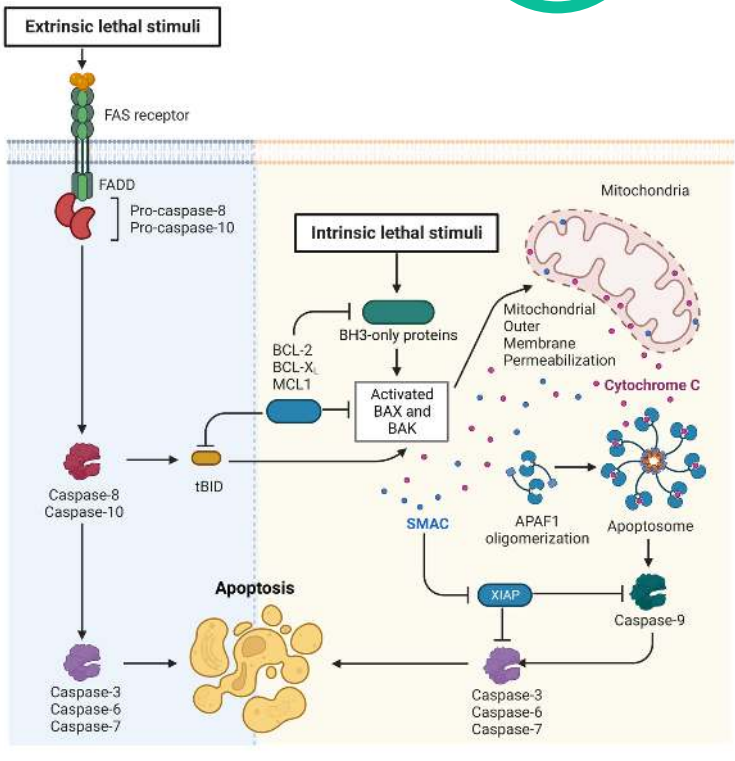 Extrinsic lethal stimuli
FAS receptor
FADD
Pro-caspase-8
Pro-caspase-10
Mitochondria
Intrinsic lethal stimuli
BH3-only proteins
Mitochondrial
Outer
Membrane
Permeabilization
BCL-2
BCL-XL
MCL1
Activated
BAX and
BAK
Cytochrome C
tBID
Caspase-8
Caspase-10
SMAC
APAF1
oligomerization
Apoptosome
Apoptosis
XIAP
Caspase-9
Caspase-3
Caspase-6
Caspase-7
Caspase-3
Caspase-6
Caspase-7